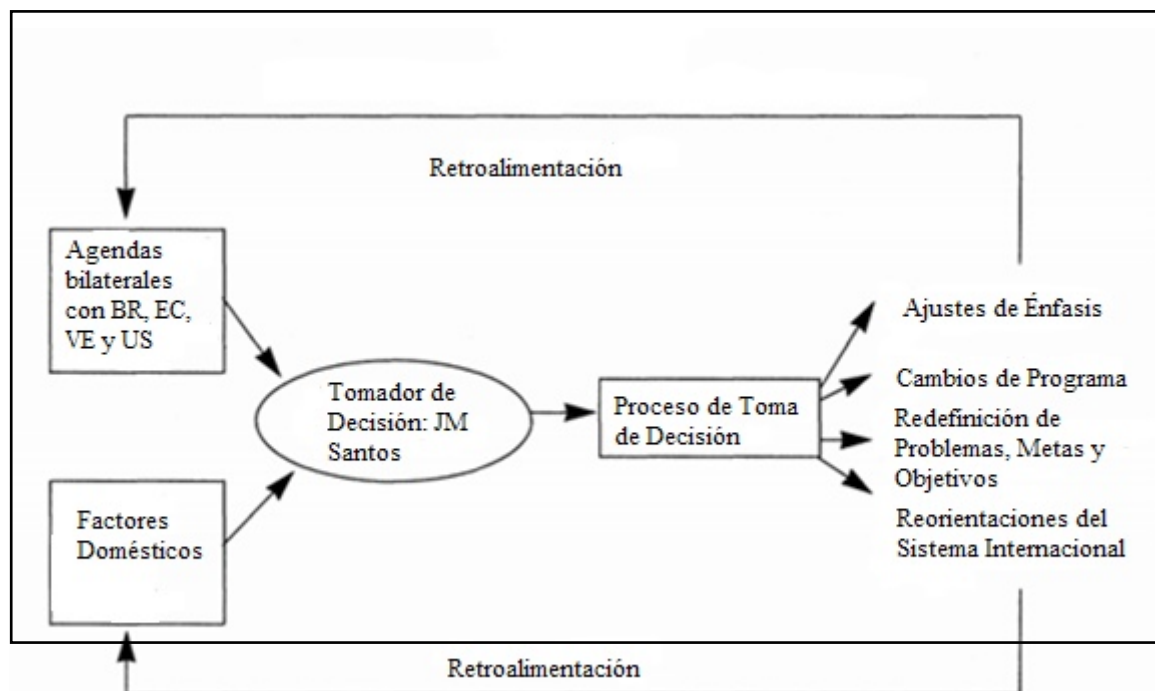 Retroalimentación
Agendas
bilaterales
con BR, EC,
VE y US
Tomador de
Decisión: JM
Santos
Factores
Domésticos
Proceso de Toma
de Decisión
Ajustes de Énfasis
Cambios de Programa
Redefinición de
Problemas, Metas y
Objetivos
Reorientaciones del
Sistema Internacional
Retroalimentación